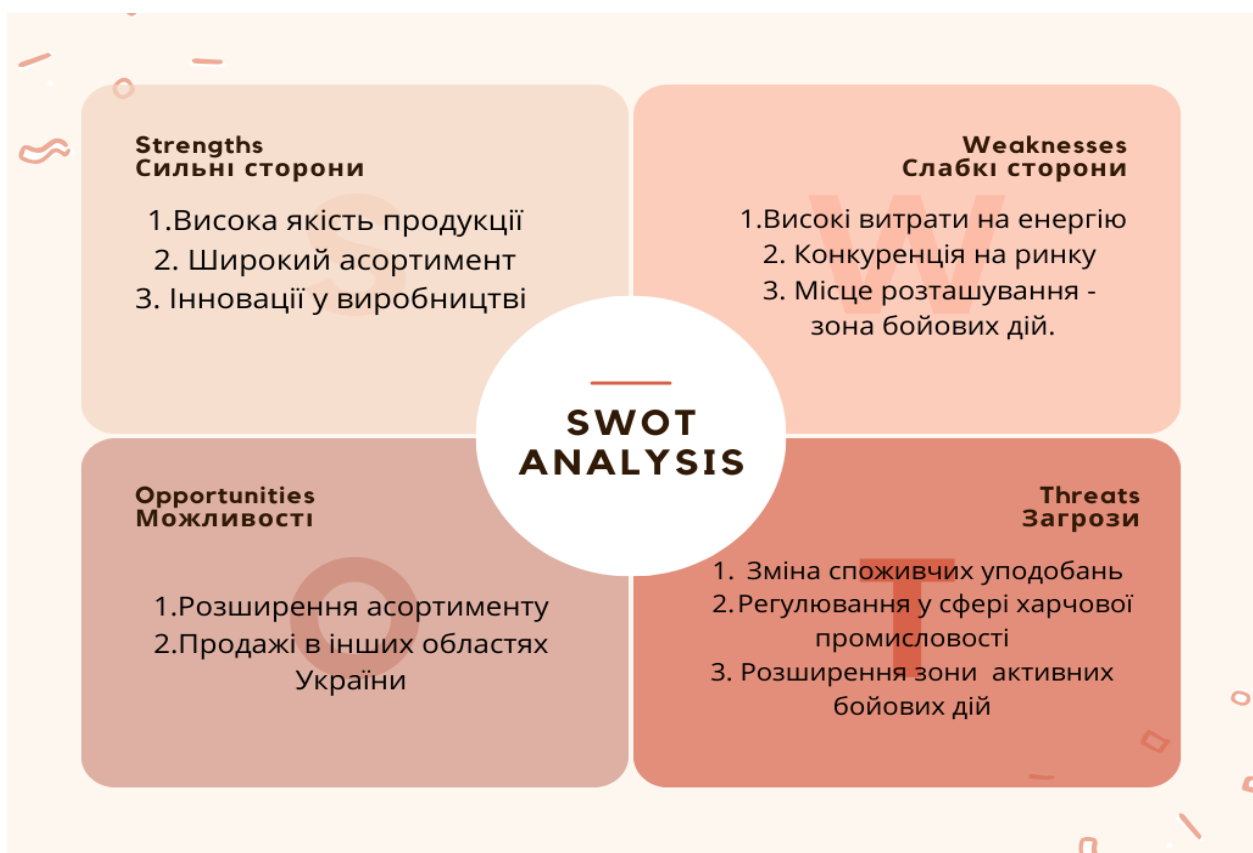 Strengths
Сильні сторони
1.Висока якість продукції
2. Широкий асортимент
3. Інновації у виробництві
S
Weaknesses
Слабкі сторони
1.Високі витрати на енергію
2. Конкуренція на ринку
3. Місце розташування -
зона бойових дій.
W
SWOT
ANALYSIS
Opportunities
Можливості
1.Розширення асортименту
2.Продажі в інших областях
України
O
Threats
Загрози
1. Зміна споживчих уподобань
2.Регулювання у сфері харчової
промисловості
3. Розширення зони активних
бойових дій
T